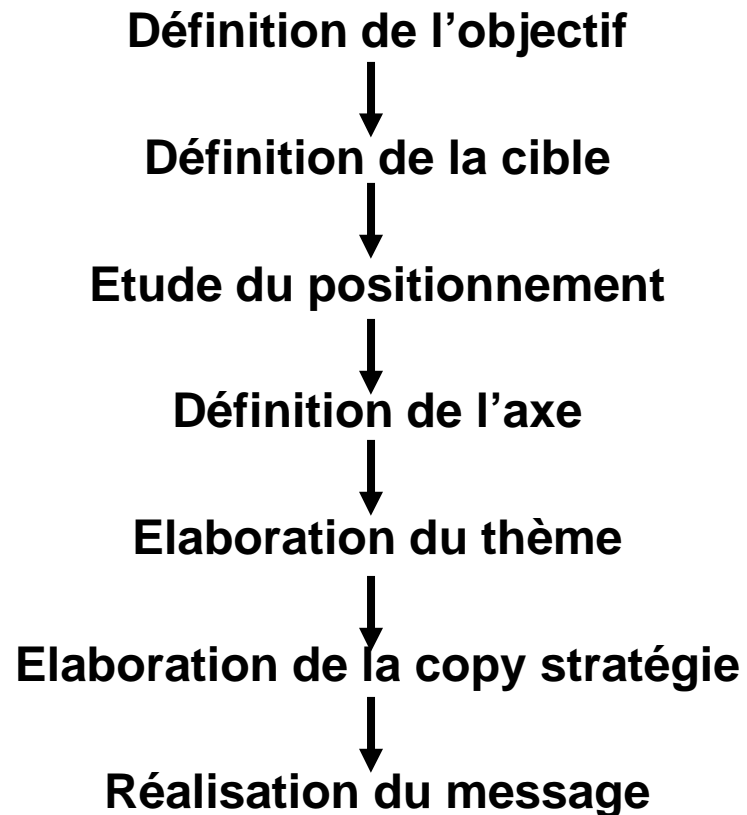 Définition de l’objectif
Définition de la cible
Etude du positionnement
Définition de l’axe
Elaboration du thème
Elaboration de la copy stratégie
Réalisation du message